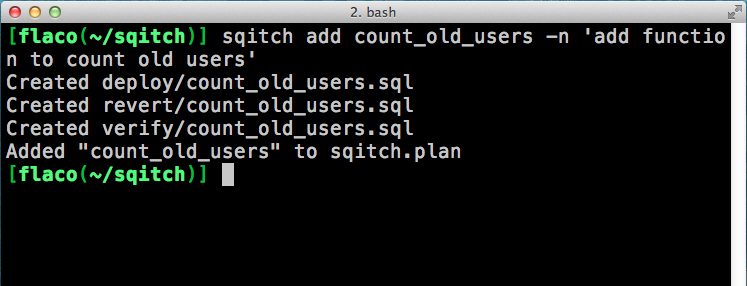 2. bash
[flaco(~/sqitch)] sqitch add count_old_users -n 'add functio
n to count old users'
Created deploy/count_old_users.sql
Created revert/count_old_users.sql
Created verify/count_old_users.sql
Added "count_old_users" to sqitch.plan
[flaco(~/sqitch)]